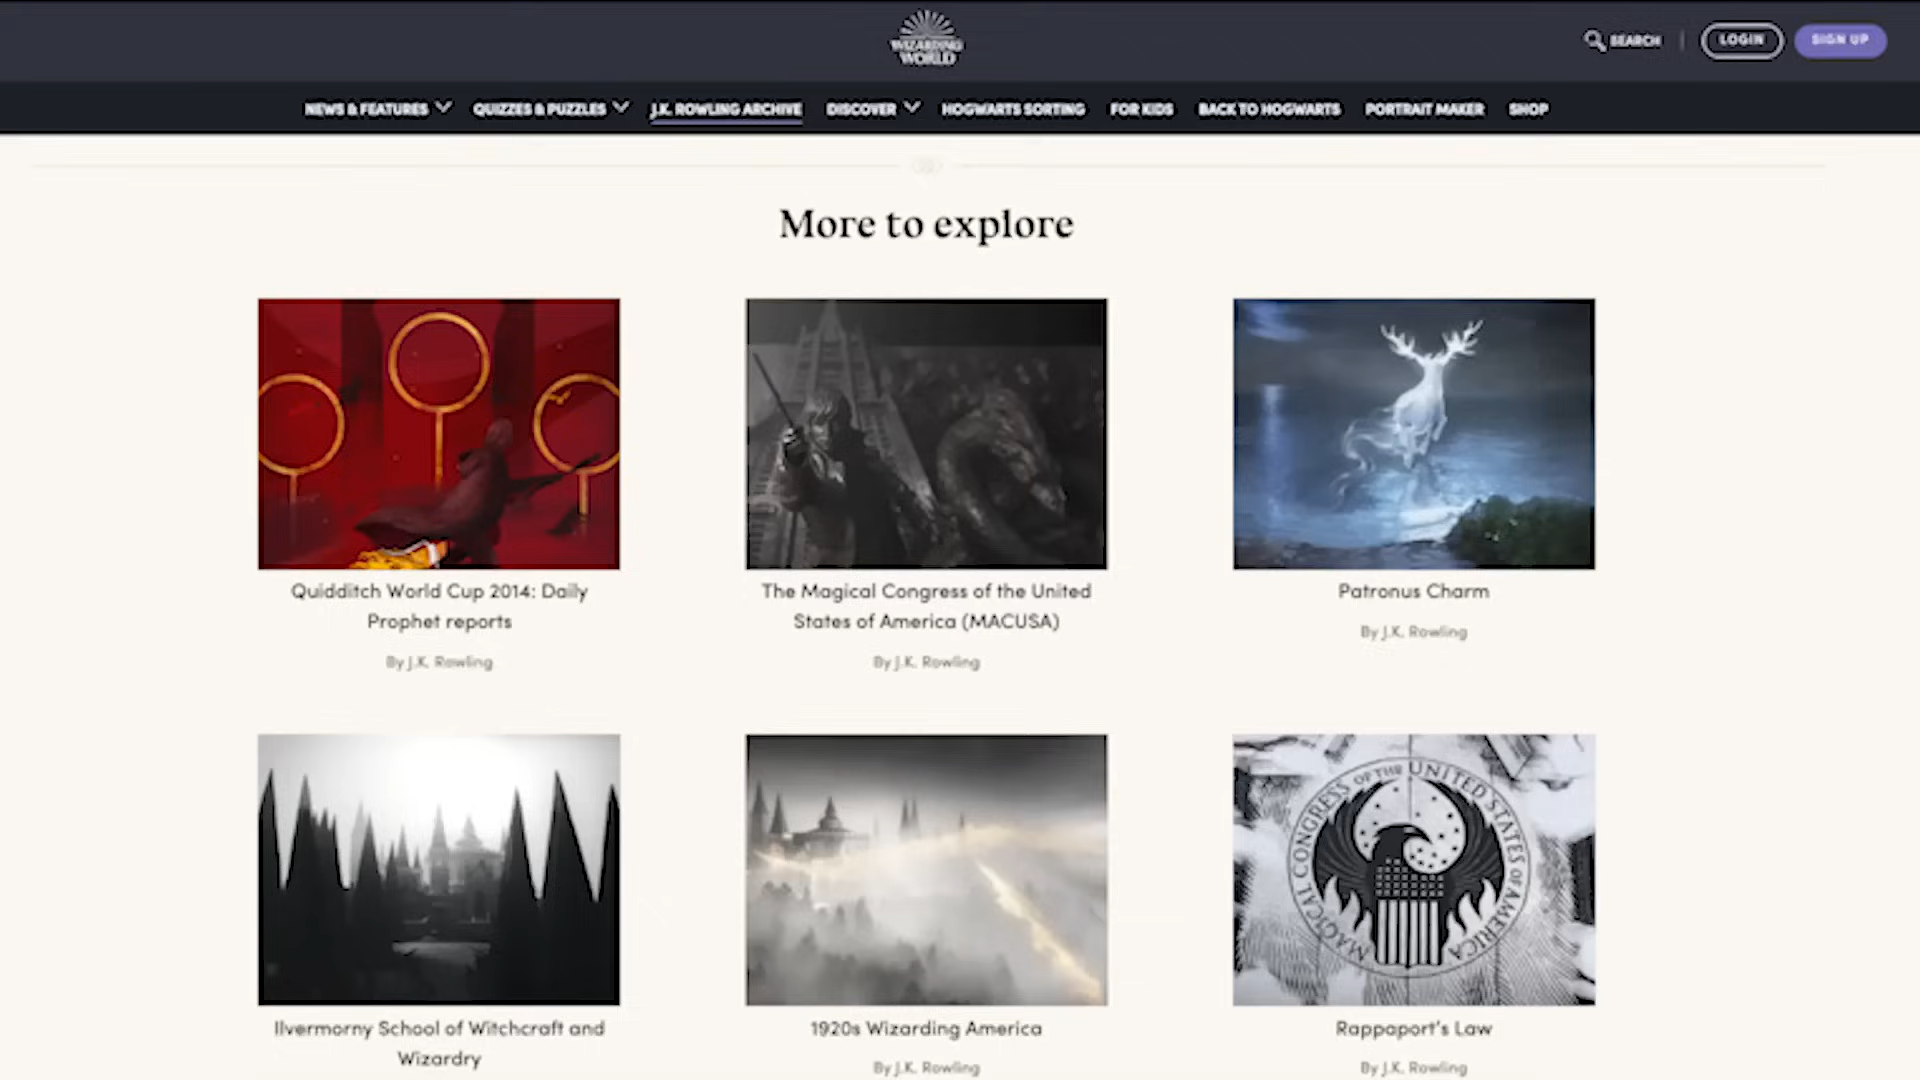 WIZARDING
WORLD
SEARCH
LOGIN
SIGN UP
NEWS & FEATURES
QUIZZES & PUZZLES
J.K. ROWLING ARCHIVE
DISCOVER
HOGWARTS SORTING
FOR KIDS
BACK TO HOGWARTS
PORTRAIT MAKER
SHOP
More to explore
Quidditch World Cup 2014: Daily
Prophet reports
By J.K. Rowling
The Magical Congress of the United
States of America (MACUSA)
By J.K. Rowling
Patronus Charm
By J.K. Rowling
Ilvermorny School of Witchcraft and
Wizardry
1920s Wizarding America
By J.K. Rowling
MAGICAL CONGRESS OF THE UNITED STATES OF AMERICA
Rappaport's Law
By J.K. Rowling